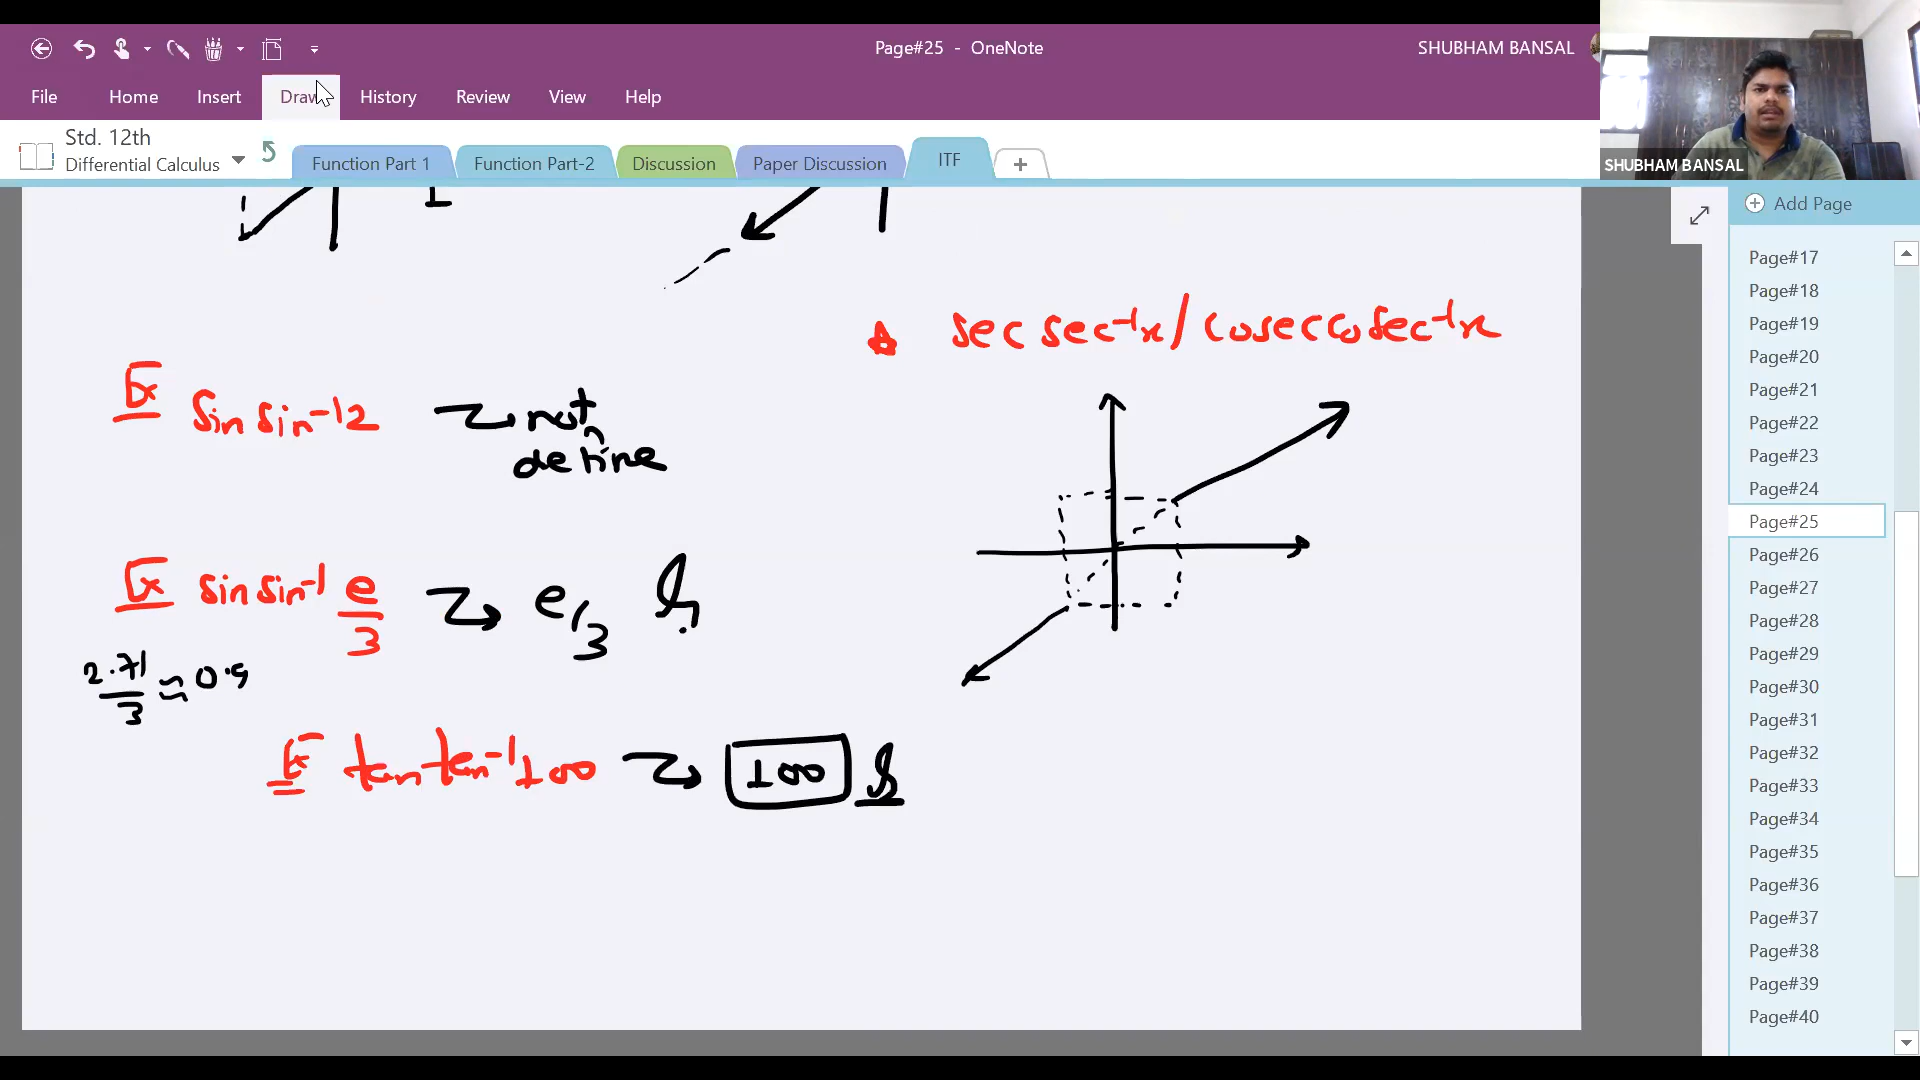 Page#25 - OneNote
SHUBHAM BANSAL
File Home Insert Draw History Review View Help
Std. 12th
Differential Calculus
Function Part 1 Function Part-2 Discussion Paper Discussion ITF
SHUBHAM BANSAL
Add Page
Page#17
Page#18
Page#19
Page#20
Page#21
Page#22
Page#23
Page#24
Page#25
Page#26
Page#27
Page#28
Page#29
Page#30
Page#31
Page#32
Page#33
Page#34
Page#35
Page#36
Page#37
Page#38
Page#39
Page#40
sec sec⁻¹x / cosec cosec⁻¹x
Ex sin sin⁻¹2 not
define
Ex sin sin⁻¹ e/3 e/3
2.71/3 ≈ 0.9
Ex tan tan⁻¹100 100